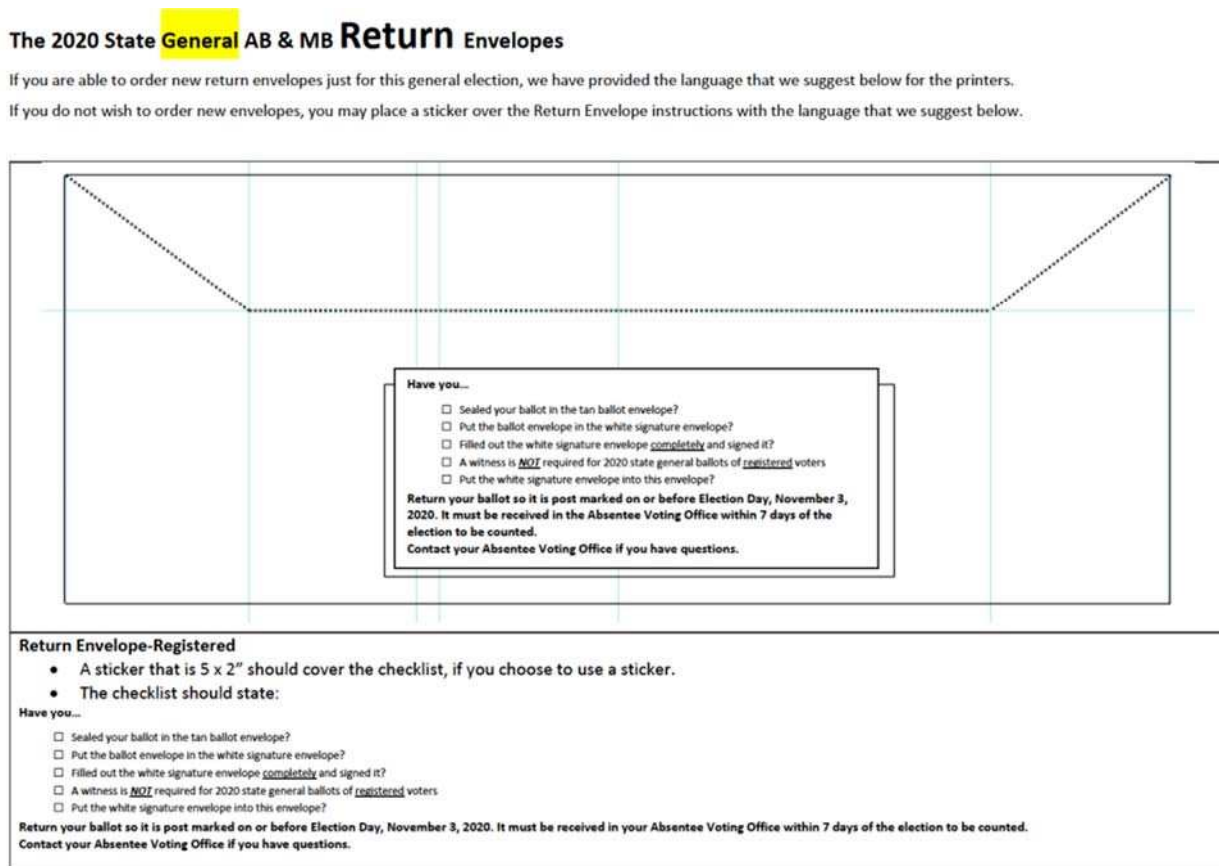 The 2020 State General AB & MB Return Envelopes
If you are able to order new return envelopes just for this general election, we have provided the language that we suggest below for the printers.
If you do not wish to order new envelopes, you may place a sticker over the Return Envelope instructions with the language that we suggest below.
Have you...
☐ Sealed your ballot in the tan ballot envelope?
☐ Put the ballot envelope in the white signature envelope?
☐ Filled out the white signature envelope completely and signed it?
☐ A witness is NOT required for 2020 state general ballots of registered voters
☐ Put the white signature envelope into this envelope?
Return your ballot so it is post marked on or before Election Day, November 3,
2020. It must be received in the Absentee Voting Office within 7 days of the
election to be counted.
Contact your Absentee Voting Office if you have questions.
Return Envelope-Registered
• A sticker that is 5 x 2” should cover the checklist, if you choose to use a sticker.
• The checklist should state:
Have you...
☐ Sealed your ballot in the tan ballot envelope?
☐ Put the ballot envelope in the white signature envelope?
☐ Filled out the white signature envelope completely and signed it?
☐ A witness is NOT required for 2020 state general ballots of registered voters
☐ Put the white signature envelope into this envelope?
Return your ballot so it is post marked on or before Election Day, November 3, 2020. It must be received in your Absentee Voting Office within 7 days of the election to be counted.
Contact your Absentee Voting Office if you have questions.